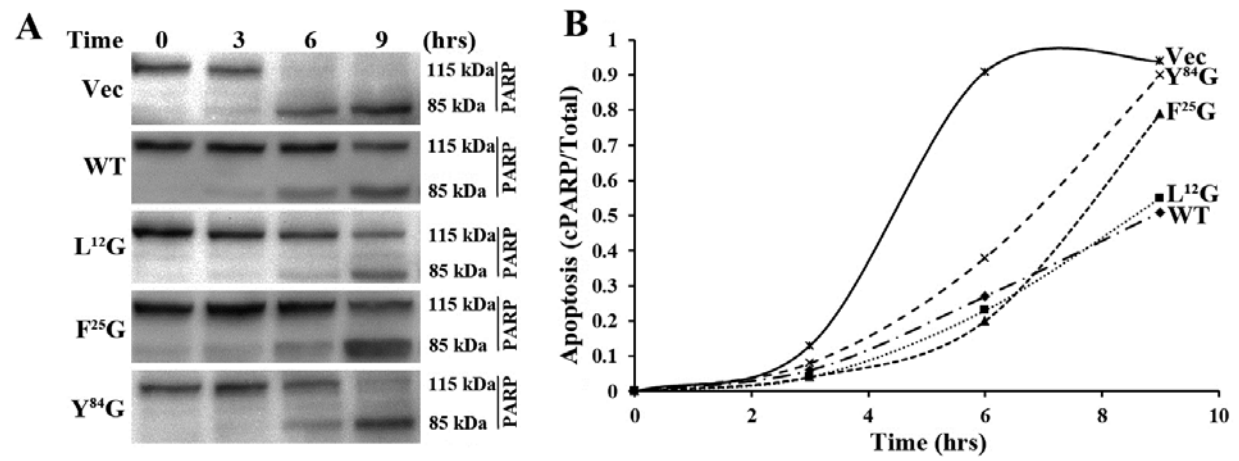 A
Time 0 3 6 9 (hrs)
Vec
115 kDa
85 kDa
PARP
WT
115 kDa
85 kDa
PARP
L¹²G
115 kDa
85 kDa
PARP
F²⁵G
115 kDa
85 kDa
PARP
Y⁸⁴G
115 kDa
85 kDa
PARP
B
Apoptosis (cPARP/Total)
1
0.9
0.8
0.7
0.6
0.5
0.4
0.3
0.2
0.1
0
Vec
Y⁸⁴G
F²⁵G
L¹²G
WT
0 2 4 6 8 10
Time (hrs)